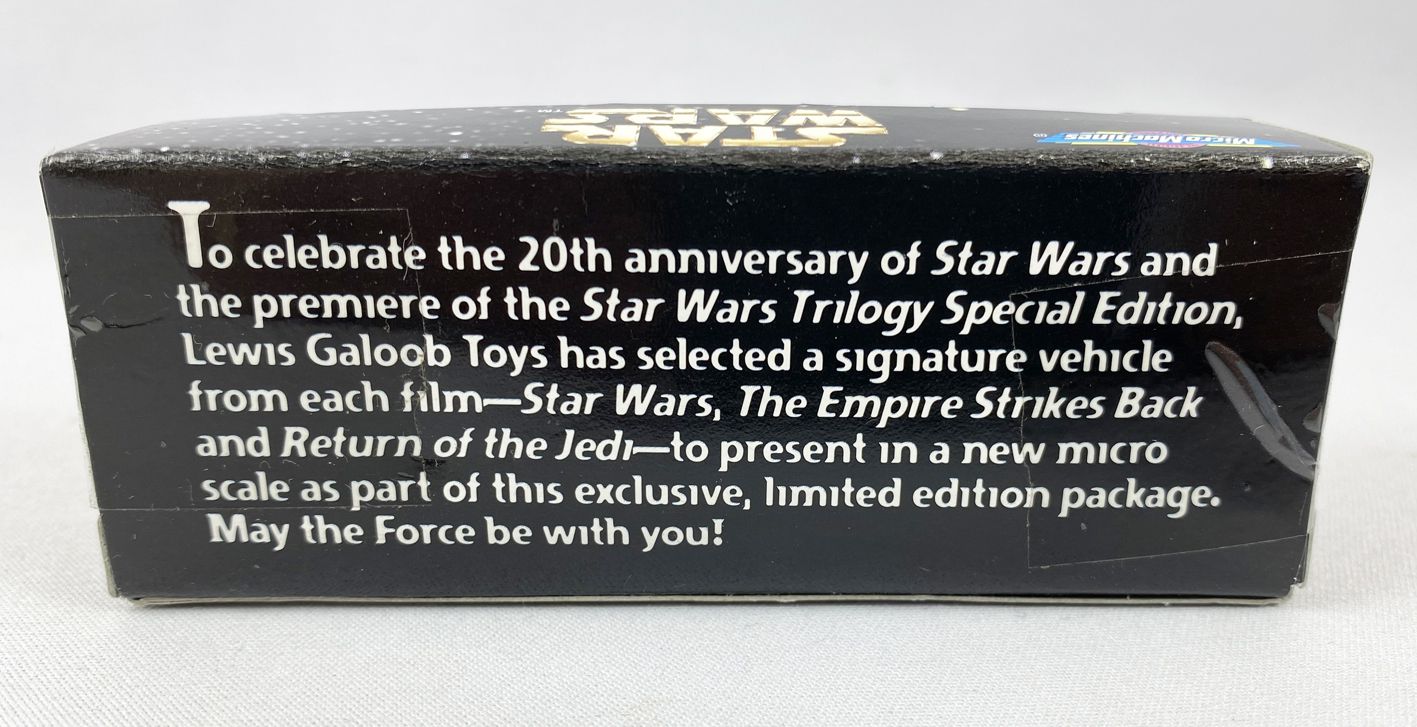 STAR
WARS
TM
Micro Machines
To celebrate the 20th anniversary of Star Wars and
the premiere of the Star Wars Trilogy Special Edition,
Lewis Galoob Toys has selected a signature vehicle
from each film—Star Wars, The Empire Strikes Back
and Return of the Jedi—to present in a new micro
scale as part of this exclusive, limited edition package.
May the Force be with you!